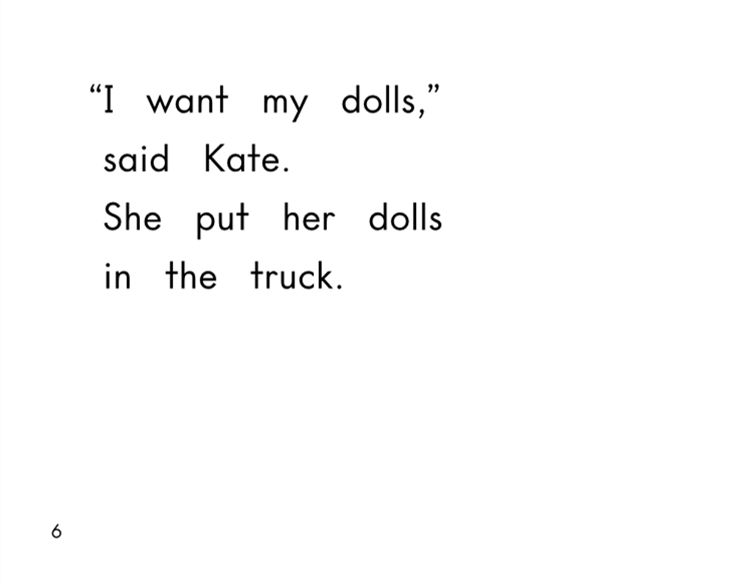 “I want my dolls,”
said Kate.
She put her dolls
in the truck.
6